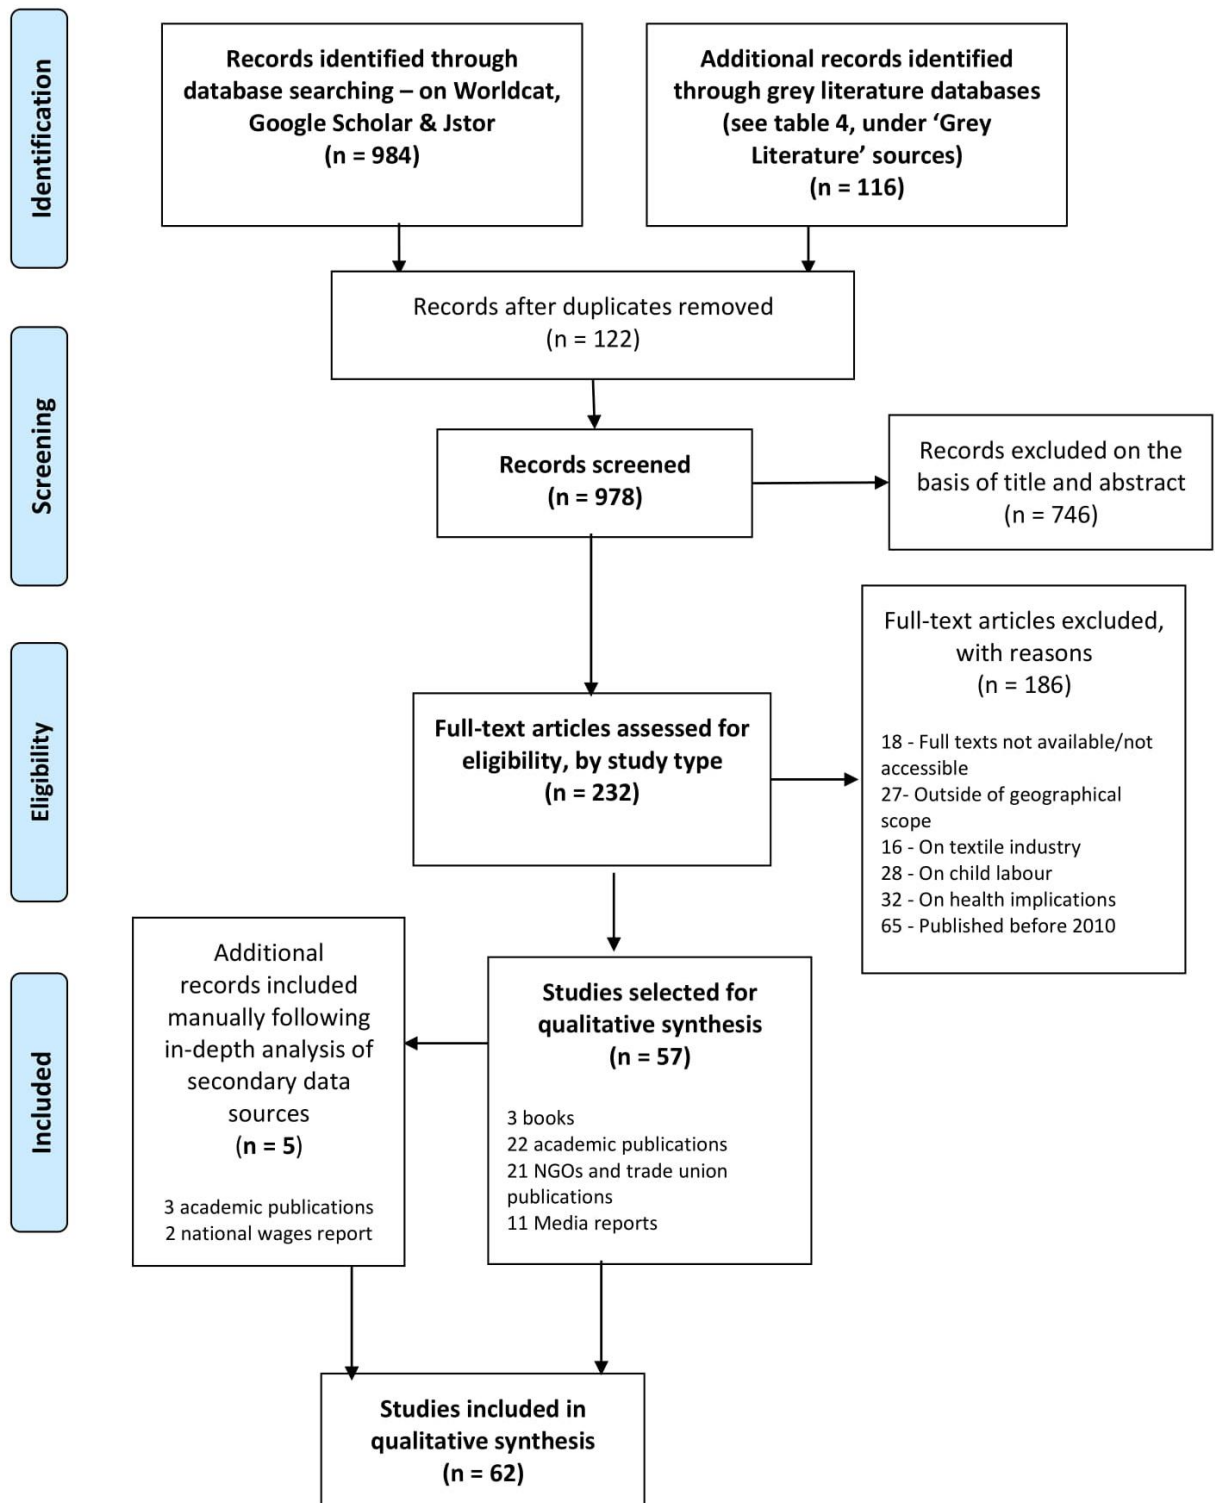 Identification
Records identified through
database searching – on Worldcat,
Google Scholar & Jstor
(n = 984)
Additional records identified
through grey literature databases
(see table 4, under ‘Grey
Literature’ sources)
(n = 116)
Records after duplicates removed
(n = 122)
Screening
Records screened
(n = 978)
Records excluded on the
basis of title and abstract
(n = 746)
Eligibility
Full-text articles assessed for
eligibility, by study type
(n = 232)
Full-text articles excluded,
with reasons
(n = 186)
18 - Full texts not available/not
accessible
27- Outside of geographical
scope
16 - On textile industry
28 - On child labour
32 - On health implications
65 - Published before 2010
Included
Additional
records included
manually following
in-depth analysis of
secondary data
sources
(n = 5)
3 academic publications
2 national wages report
Studies selected for
qualitative synthesis
(n = 57)
3 books
22 academic publications
21 NGOs and trade union
publications
11 Media reports
Studies included in
qualitative synthesis
(n = 62)